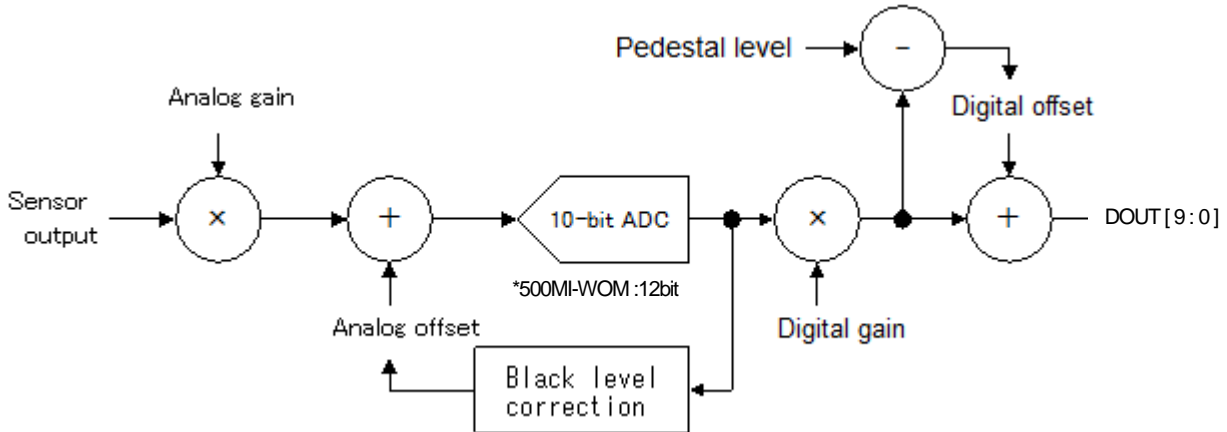 Pedestal level
-
Analog gain
Digital offset
Sensor
output
×
+
10-bit ADC
×
+
DOUT[9:0]
*500MI-WOM :12bit
Analog offset
Digital gain
Black level
correction